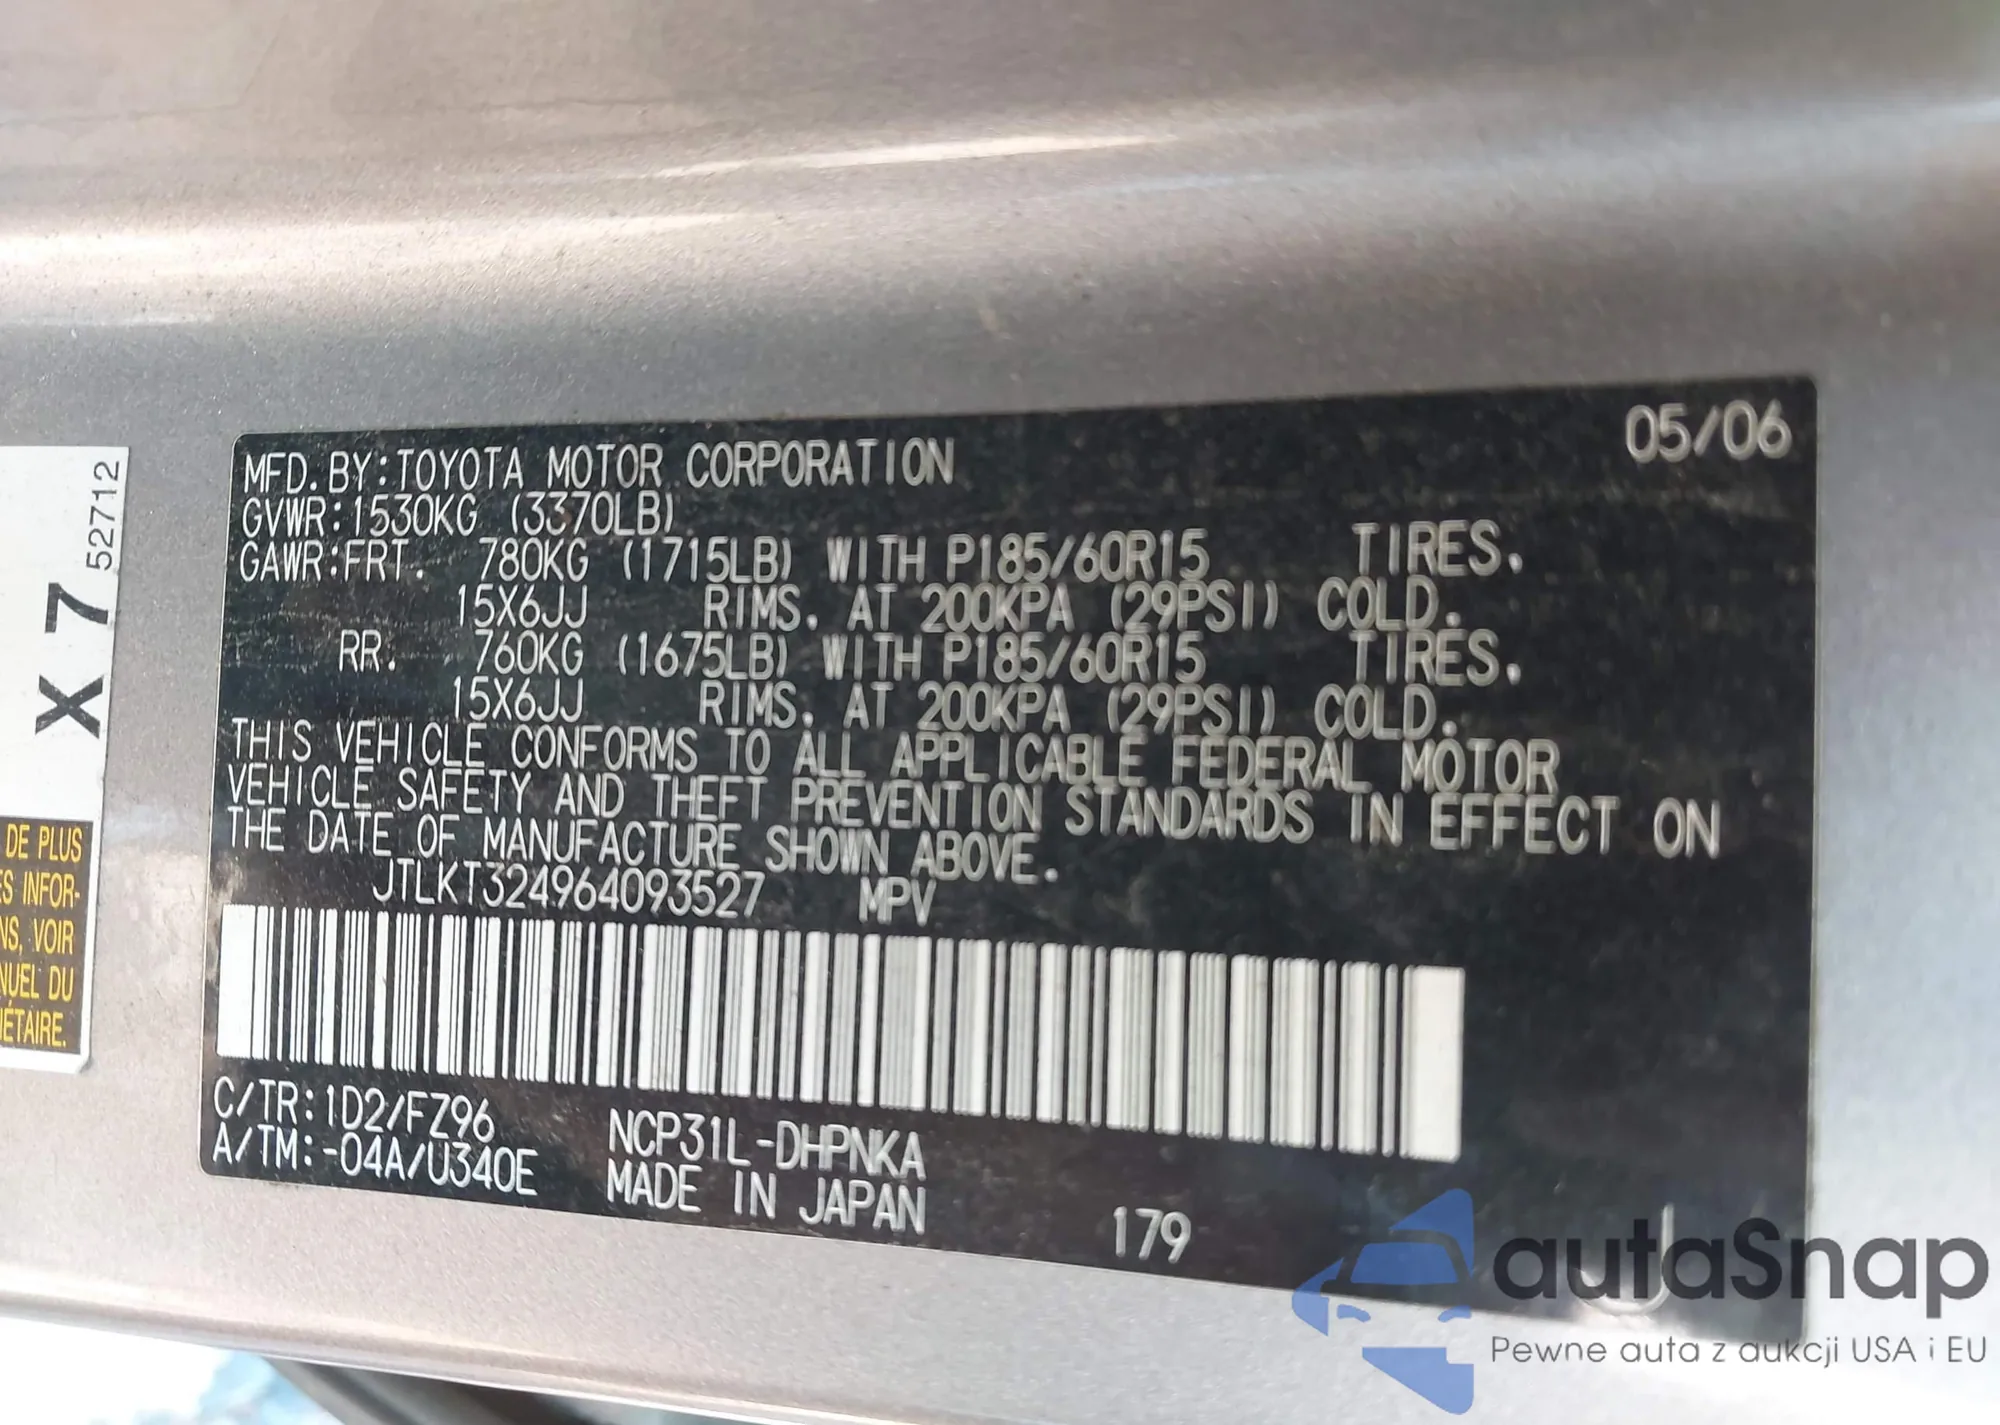 05/06
MFD.BY:TOYOTA MOTOR CORPORATION
GVWR:1530KG (3370LB)
GAWR:FRT. 780KG (1715LB) WITH P185/60R15 TIRES.
15X6JJ RIMS. AT 200KPA (29PSI) COLD.
RR. 760KG (1675LB) WITH P185/60R15 TIRES.
15X6JJ RIMS. AT 200KPA (29PSI) COLD.
THIS VEHICLE CONFORMS TO ALL APPLICABLE FEDERAL MOTOR
VEHICLE SAFETY AND THEFT PREVENTION STANDARDS IN EFFECT ON
THE DATE OF MANUFACTURE SHOWN ABOVE.
JTLKT324964093527 MPV
C/TR:1D2/FZ96
A/TM:-04A/U340E
NCP31L-DHPNKA
MADE IN JAPAN
179
J
X 7
52712
DE PLUS
ES INFOR-
NS, VOIR
NUEL DU
IÉTAIRE.
autaSnap
Pewne auta z aukcji USA i EU